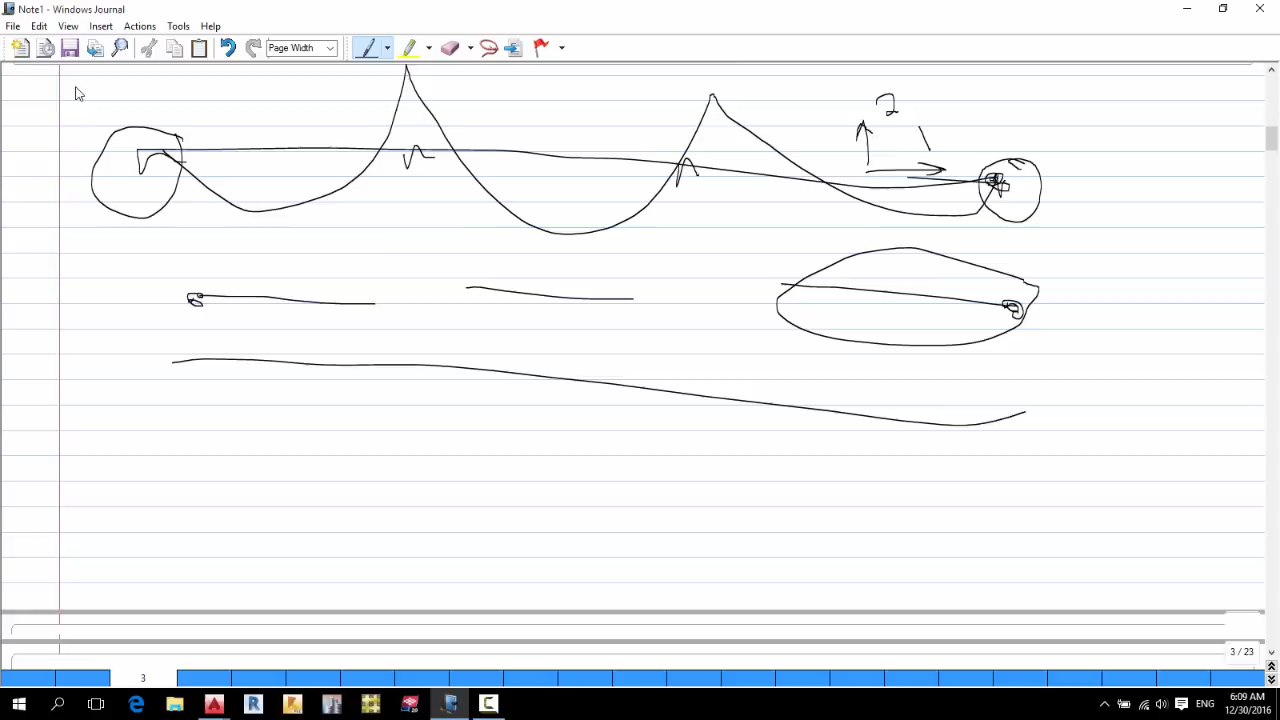 Note1 - Windows Journal
File Edit View Insert Actions Tools Help
Page Width
2
3 / 23
3
ENG
6:09 AM
12/30/2016